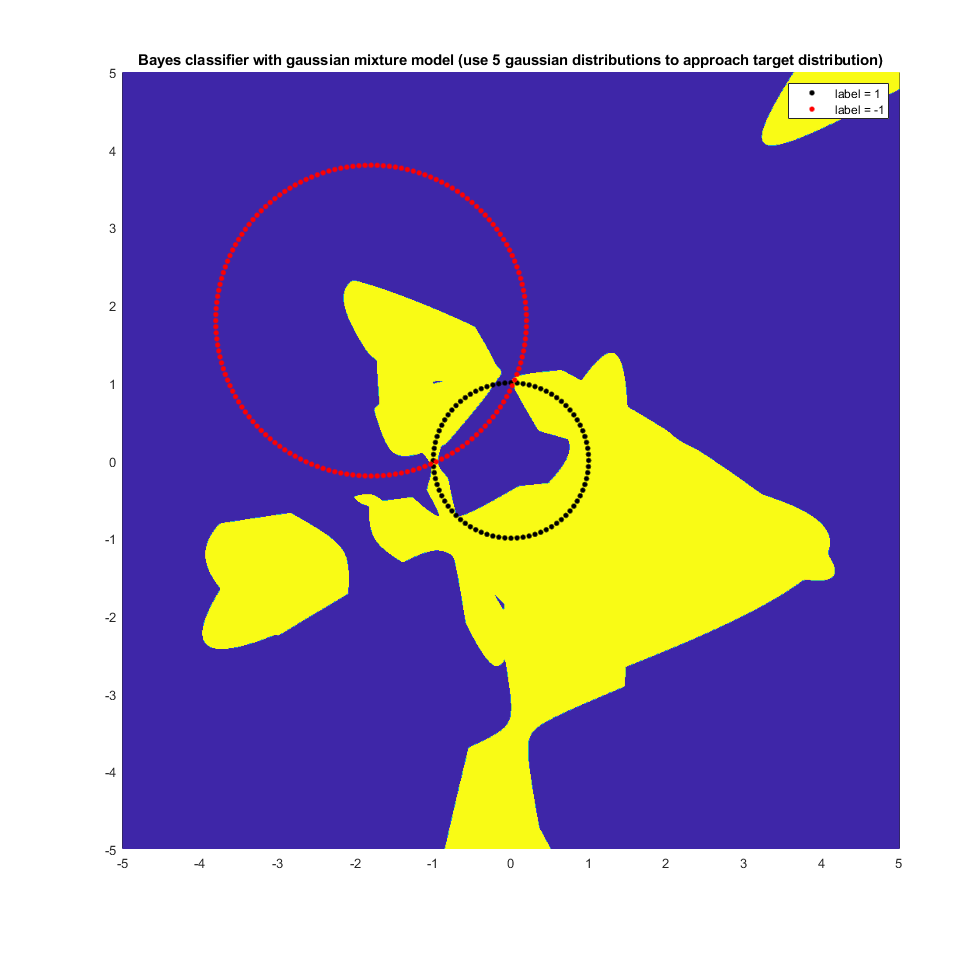 Bayes classifier with gaussian mixture model (use 5 gaussian distributions to approach target distribution)
label = 1
label = -1
5
4
3
2
1
0
-1
-2
-3
-4
-5
-5 -4 -3 -2 -1 0 1 2 3 4 5